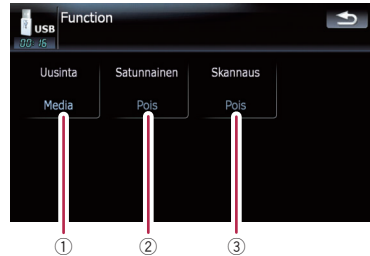 Function
USB
00 16
Uusinta Satunnainen Skannaus
Media Pois Pois
① ② ③